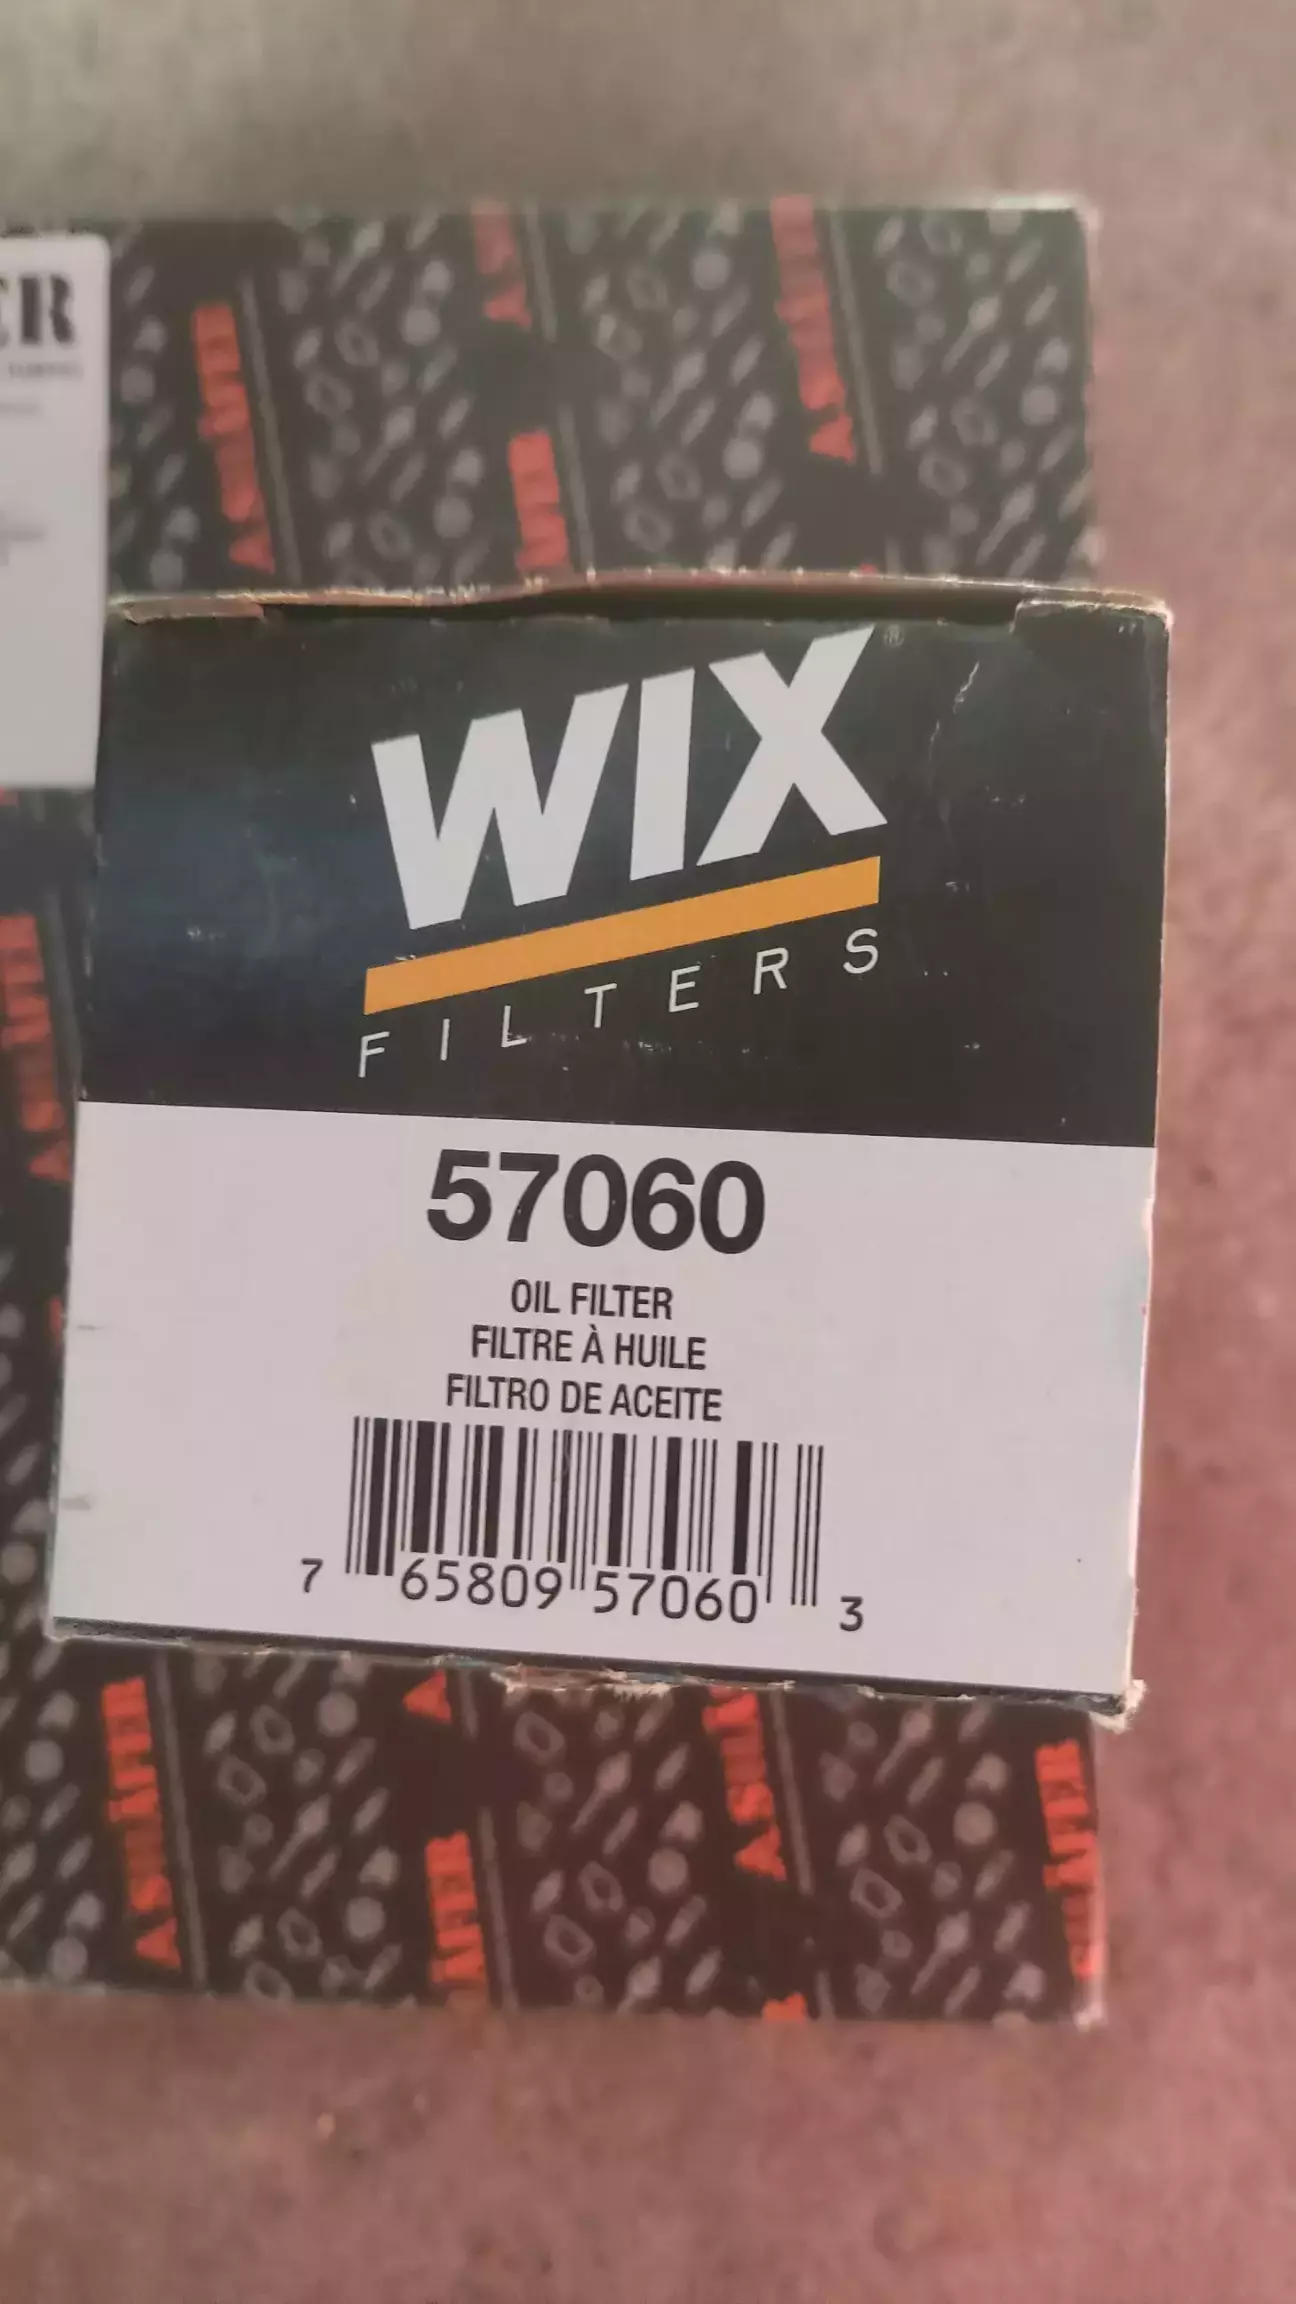 WIX®
FILTERS
57060
OIL FILTER
FILTRE À HUILE
FILTRO DE ACEITE
7 65809 57060 3